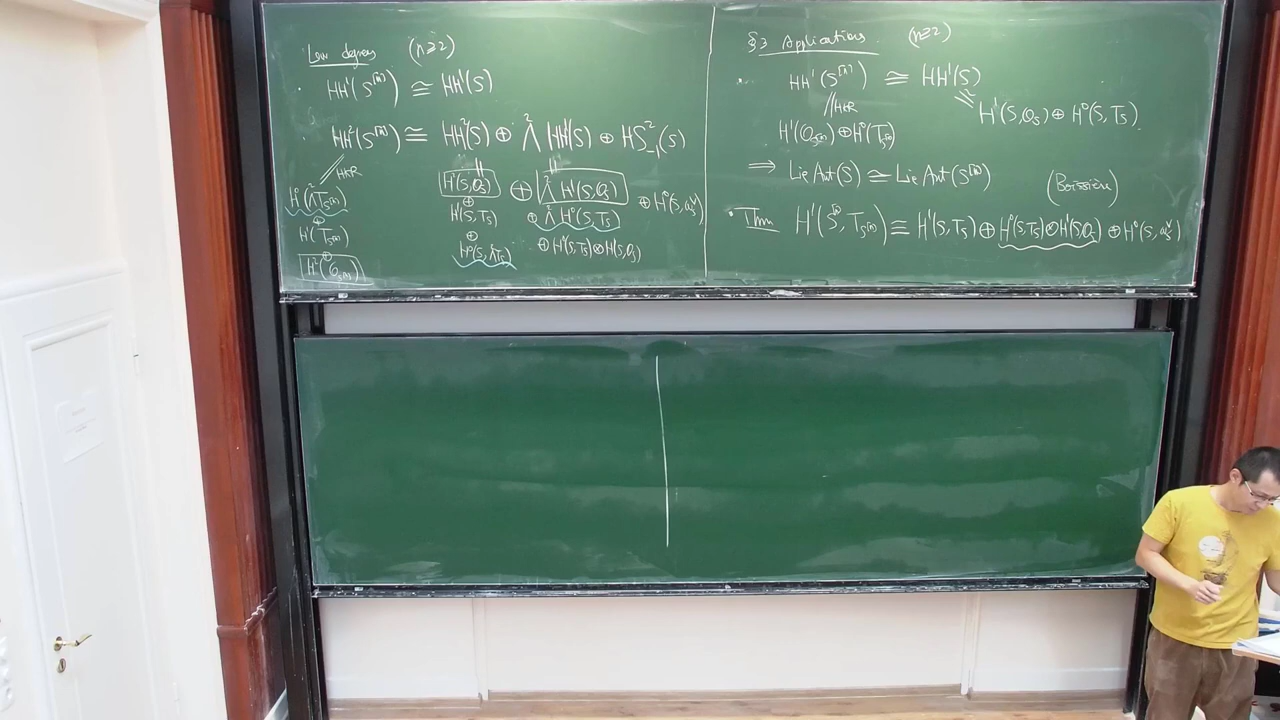 Low degrees (n≥2)
HH¹(S^[n]) ≅ HH¹(S)
HH²(S^[n]) ≅ HH²(S) ⊕ Λ² HH¹(S) ⊕ HS²₋₁(S)
HKR
H⁰(Λ²T_S[n])
⊕
H¹(T_S[n])
⊕
H²(O_S[n])
H²(S,O_S) ⊕ Λ² H¹(S,O_S) ⊕ H⁰(S,ω_S^∨)
⊕
H¹(S,T_S) ⊕ Λ² H⁰(S,T_S)
⊕
H⁰(S,Λ²T_S) ⊕ H⁰(S,T_S)⊗H¹(S,O_S)
§3 Applications (n≥2)
HH¹(S^[n]) ≅ HH¹(S)
HKR
H¹(S,O_S) ⊕ H⁰(S,T_S).
H¹(O_S[n]) ⊕ H⁰(T_S[n])
⟹ Lie Aut(S) ≅ Lie Aut(S^[n]) (Boissière)
• Thm H¹(S^[n],T_S[n]) ≅ H¹(S,T_S) ⊕ H⁰(S,T_S)⊗H¹(S,O_S) ⊕ H⁰(S,ω_S^∨)